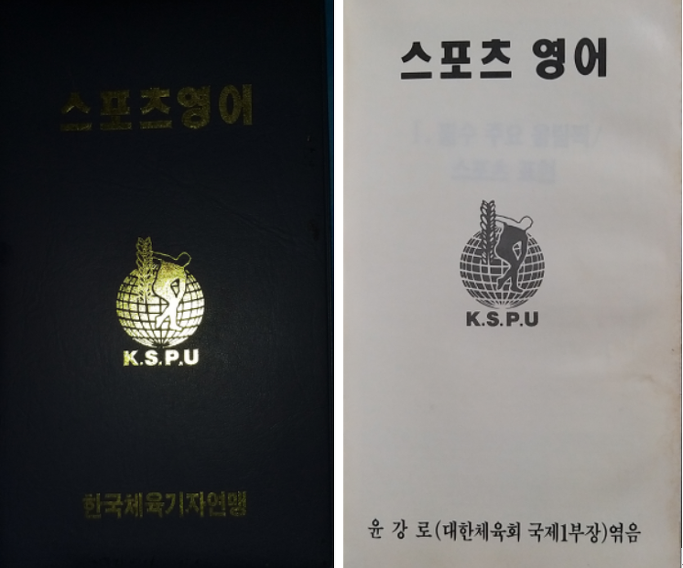 스포츠영어
K.S.P.U
한국체육기자연맹
스포츠 영어
K.S.P.U
윤 강 로(대한체육회 국제1부장)엮음